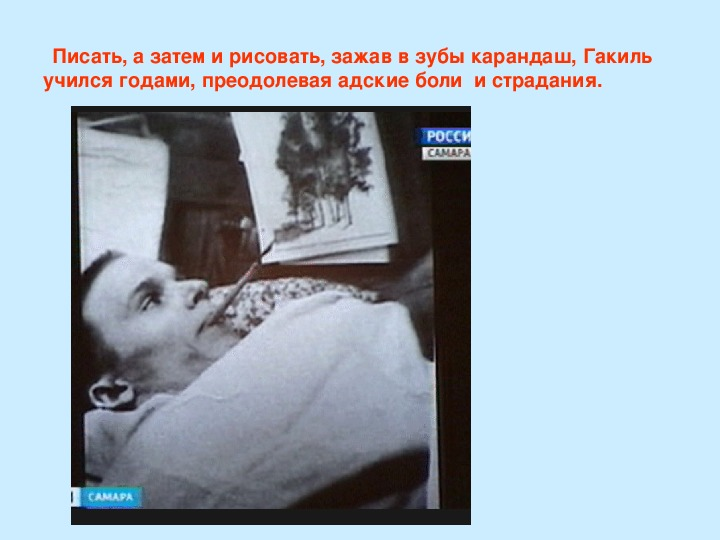 Писать, а затем и рисовать, зажав в зубы карандаш, Гакиль
учился годами, преодолевая адские боли и страдания.
РОССИ
САМАРА
САМАРА